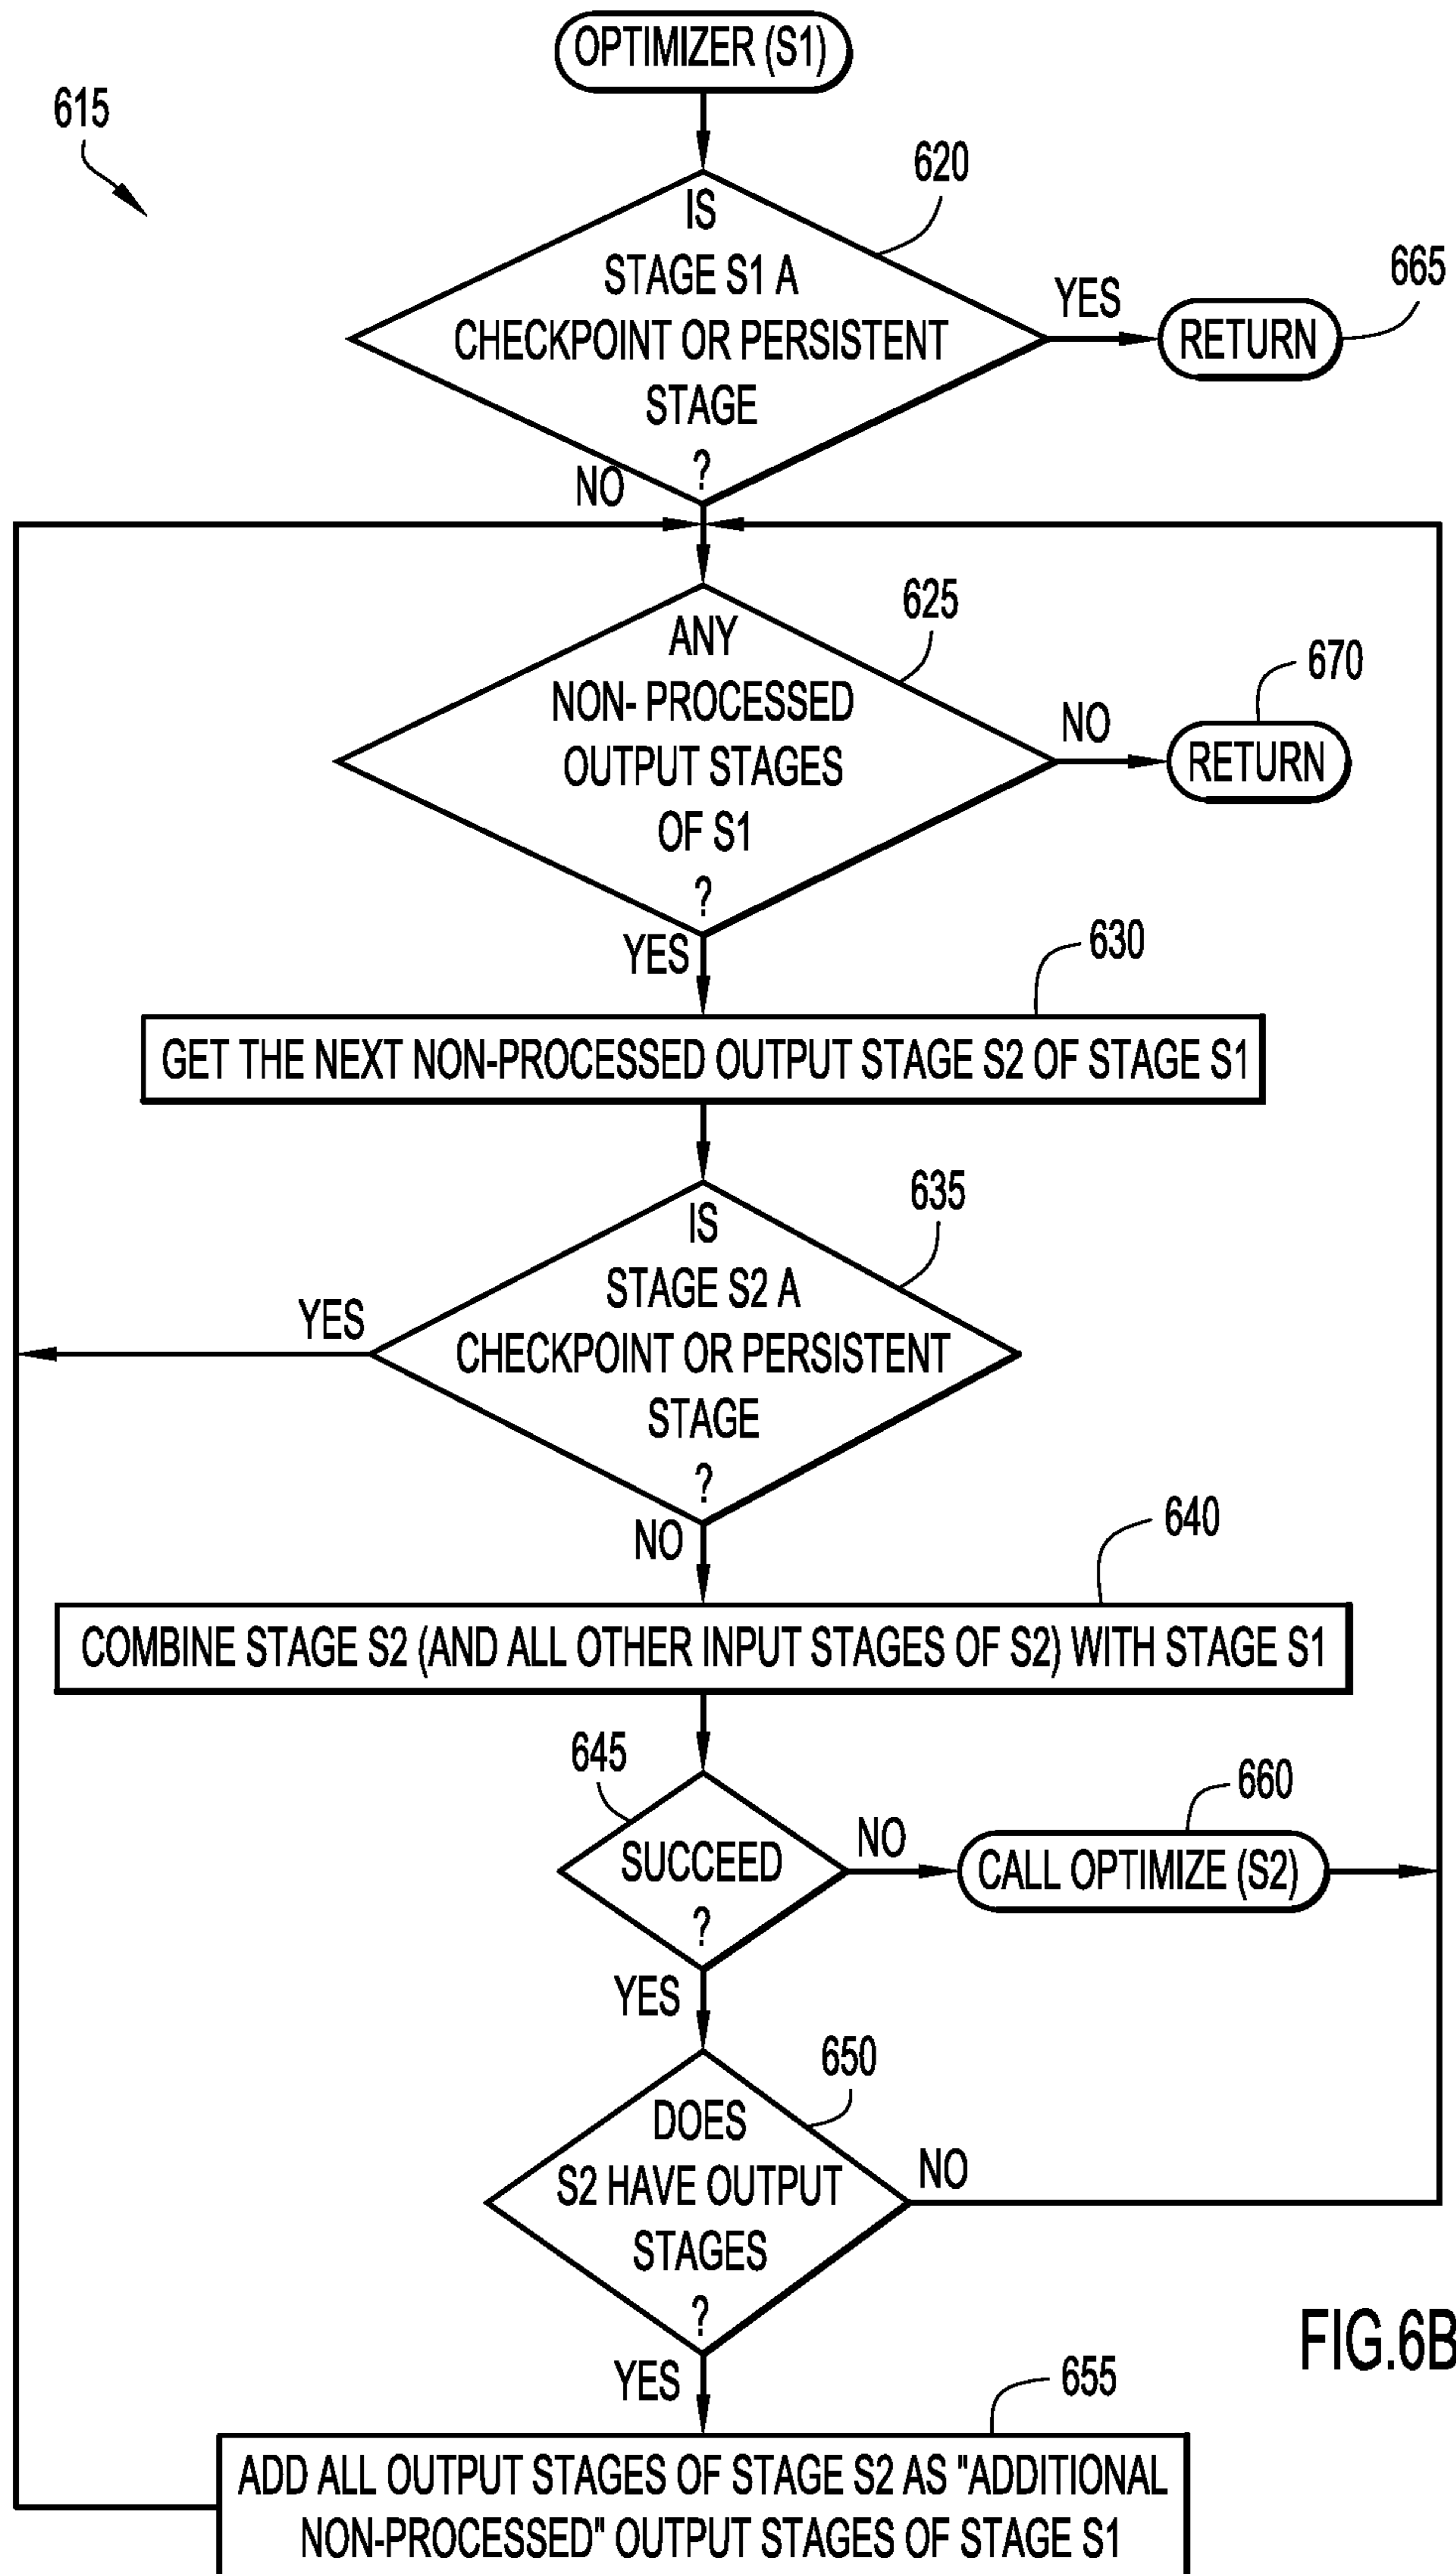 OPTIMIZER (S1)
615
620
IS
STAGE S1 A
CHECKPOINT OR PERSISTENT
STAGE
?
YES
RETURN
665
NO
625
ANY
NON- PROCESSED
OUTPUT STAGES
OF S1
?
NO
RETURN
670
YES
630
GET THE NEXT NON-PROCESSED OUTPUT STAGE S2 OF STAGE S1
635
IS
STAGE S2 A
CHECKPOINT OR PERSISTENT
STAGE
?
YES
NO
640
COMBINE STAGE S2 (AND ALL OTHER INPUT STAGES OF S2) WITH STAGE S1
645
SUCCEED
?
NO
660
CALL OPTIMIZE (S2)
YES
650
DOES
S2 HAVE OUTPUT
STAGES
?
NO
YES
655
ADD ALL OUTPUT STAGES OF STAGE S2 AS "ADDITIONAL
NON-PROCESSED" OUTPUT STAGES OF STAGE S1
FIG.6B